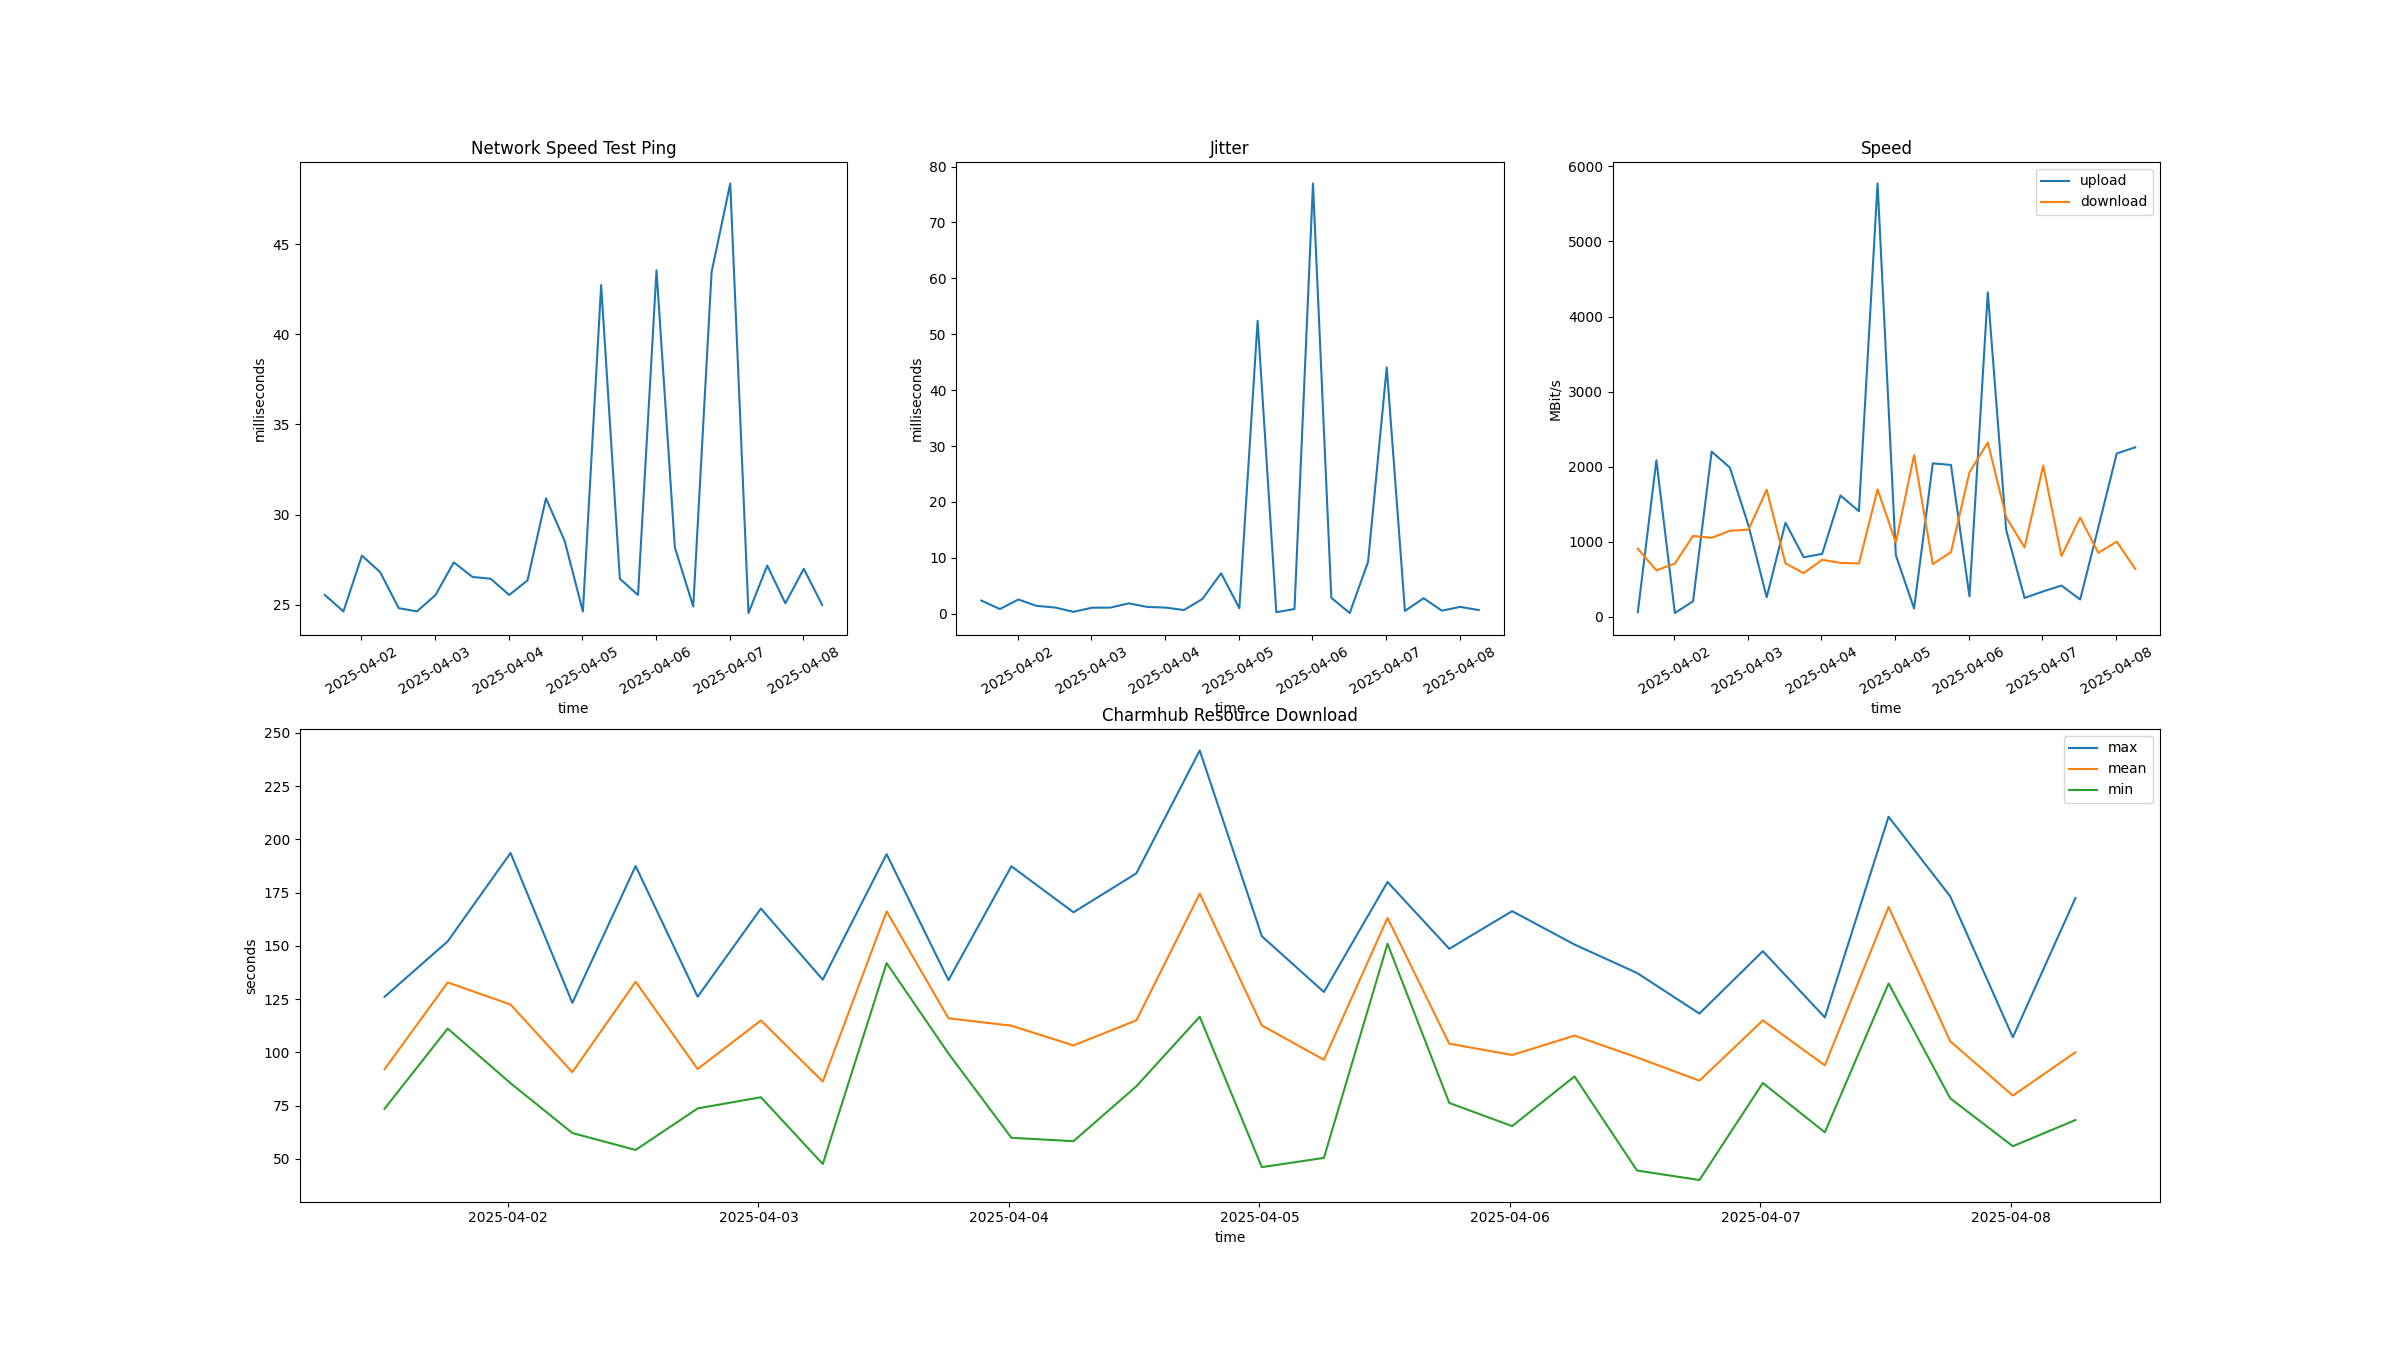 Network Speed Test Ping
milliseconds
45
40
35
30
25
2025-04-02 2025-04-03 2025-04-04 2025-04-05 2025-04-06 2025-04-07 2025-04-08
time
Jitter
milliseconds
80
70
60
50
40
30
20
10
0
2025-04-02 2025-04-03 2025-04-04 2025-04-05 2025-04-06 2025-04-07 2025-04-08
time
Speed
MBit/s
6000
5000
4000
3000
2000
1000
0
upload
download
2025-04-02 2025-04-03 2025-04-04 2025-04-05 2025-04-06 2025-04-07 2025-04-08
time
Charmhub Resource Download
seconds
250
225
200
175
150
125
100
75
50
max
mean
min
2025-04-02 2025-04-03 2025-04-04 2025-04-05 2025-04-06 2025-04-07 2025-04-08
time